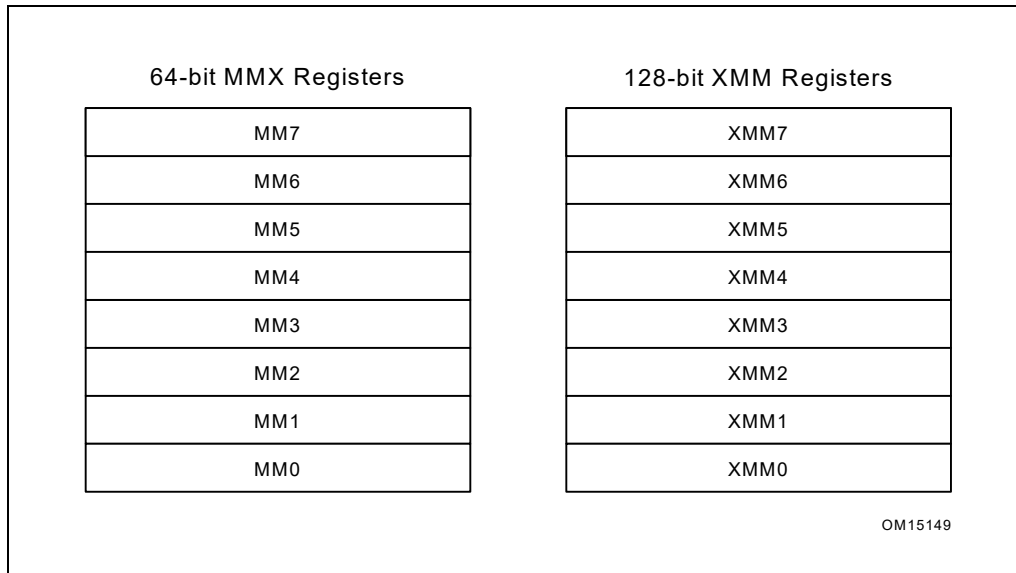 64-bit MMX Registers
MM7
MM6
MM5
MM4
MM3
MM2
MM1
MM0
128-bit XMM Registers
XMM7
XMM6
XMM5
XMM4
XMM3
XMM2
XMM1
XMM0
OM15149